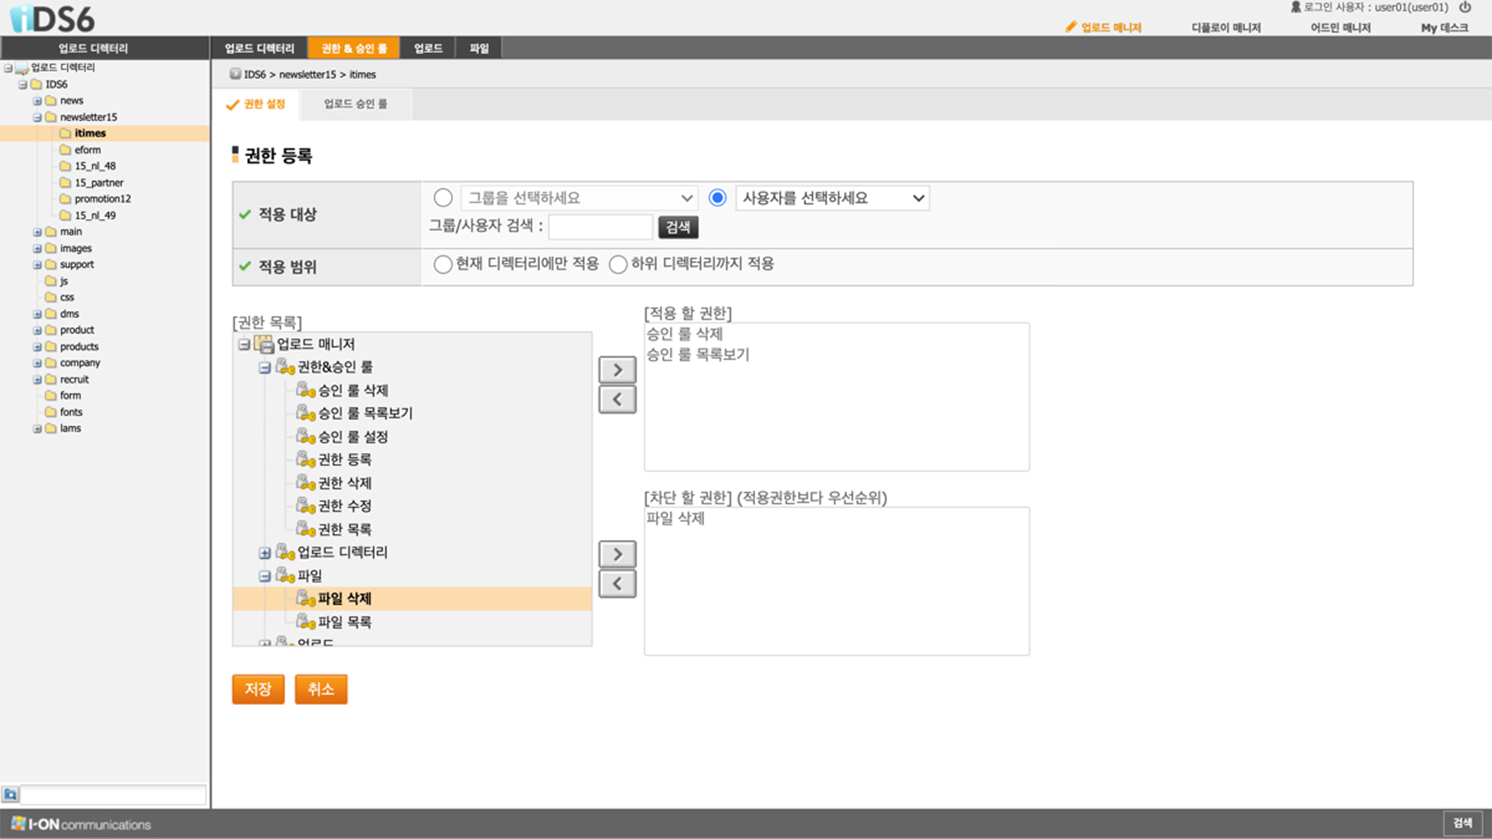 iDS6
로그인 사용자 : user01(user01)
업로드 매니저 디플로이 매니저 어드민 매니저 My 데스크
업로드 디렉터리
업로드 디렉터리 권한 & 승인 룰 업로드 파일
업로드 디렉터리
IDS6
news
newsletter15
itimes
eform
15_nl_48
15_partner
promotion12
15_nl_49
main
images
support
js
css
dms
product
products
company
recruit
form
fonts
lams
IDS6 > newsletter15 > itimes
권한 설정 업로드 승인 룰
권한 등록
적용 대상
그룹을 선택하세요 사용자를 선택하세요
그룹/사용자 검색 : 검색
적용 범위
현재 디렉터리에만 적용 하위 디렉터리까지 적용
[권한 목록]
업로드 매니저
권한&승인 룰
승인 룰 삭제
승인 룰 목록보기
승인 룰 설정
권한 등록
권한 삭제
권한 수정
권한 목록
업로드 디렉터리
파일
파일 삭제
파일 목록
업로드
[적용 할 권한]
승인 룰 삭제
승인 룰 목록보기
[차단 할 권한] (적용권한보다 우선순위)
파일 삭제
저장 취소
I-ON communications
검색